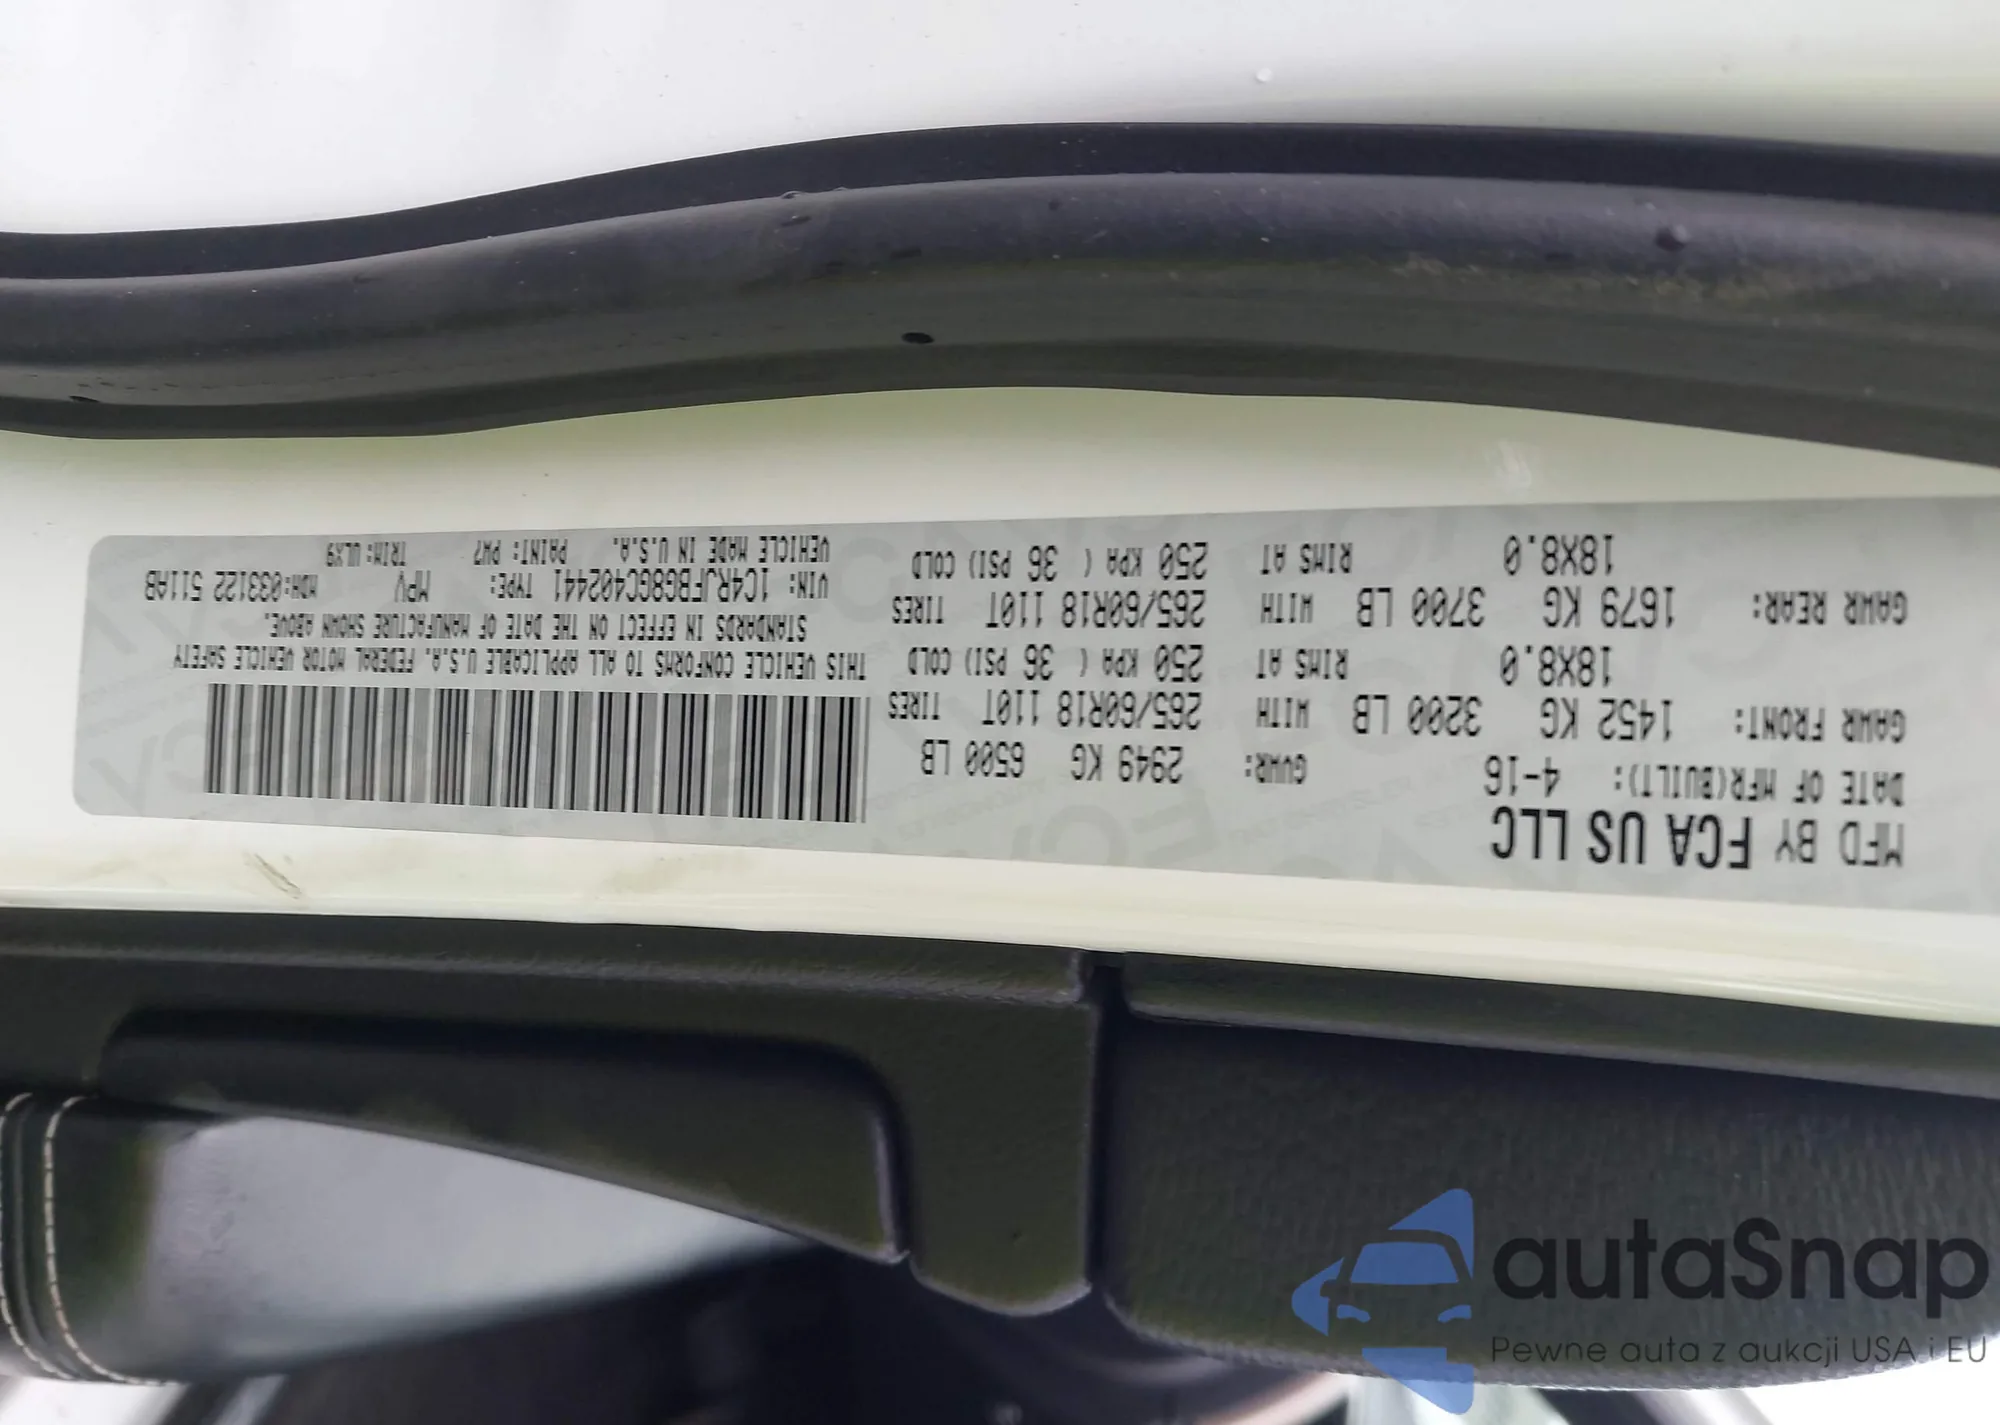 MFD BY FCA US LLC
DATE OF MFR(BUILT): 4-16 GVWR: 2949 KG 6500 LB
GAWR FRONT: 1452 KG 3200 LB WITH 265/60R18 110T TIRES
18X8.0 RIMS AT 250 KPA ( 36 PSI) COLD
GAWR REAR: 1679 KG 3700 LB WITH 265/60R18 110T TIRES
18X8.0 RIMS AT 250 KPA ( 36 PSI) COLD
THIS VEHICLE CONFORMS TO ALL APPLICABLE U.S.A. FEDERAL MOTOR VEHICLE SAFETY
STANDARDS IN EFFECT ON THE DATE OF MANUFACTURE SHOWN ABOVE.
VIN: 1C4RJFBG8GC402441 TYPE: MPV MDH:033122 511AB
VEHICLE MADE IN U.S.A. PAINT: PW7 TRIM: ULX9
autaSnap
Pewne auta z aukcji USA i EU